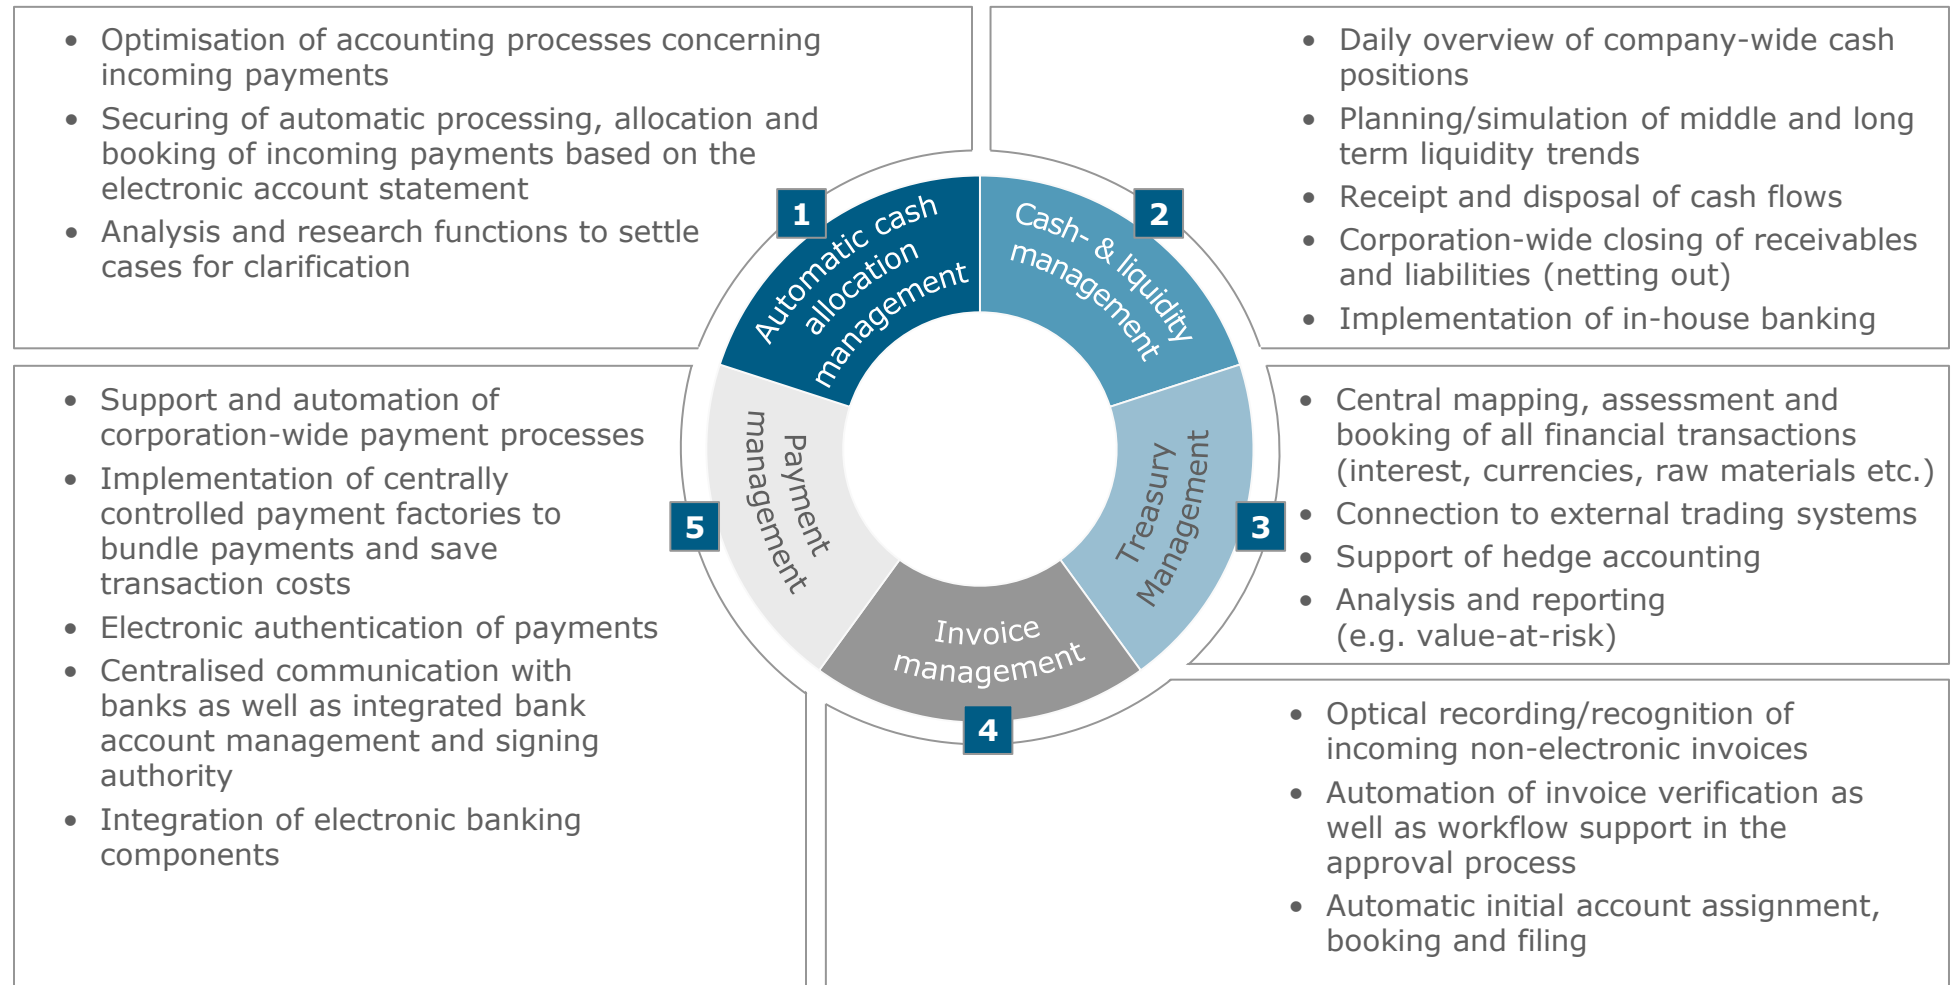 • Optimisation of accounting processes concerning
incoming payments
• Securing of automatic processing, allocation and
booking of incoming payments based on the
electronic account statement
• Analysis and research functions to settle
cases for clarification
1
Automatic cash
allocation
management
• Daily overview of company-wide cash
positions
• Planning/simulation of middle and long
term liquidity trends
• Receipt and disposal of cash flows
• Corporation-wide closing of receivables
and liabilities (netting out)
• Implementation of in-house banking
2
Cash- & liquidity
management
• Central mapping, assessment and
booking of all financial transactions
(interest, currencies, raw materials etc.)
• Connection to external trading systems
• Support of hedge accounting
• Analysis and reporting
(e.g. value-at-risk)
3
Treasury
Management
• Optical recording/recognition of
incoming non-electronic invoices
• Automation of invoice verification as
well as workflow support in the
approval process
• Automatic initial account assignment,
booking and filing
4
Invoice
management
• Support and automation of
corporation-wide payment processes
• Implementation of centrally
controlled payment factories to
bundle payments and save
transaction costs
• Electronic authentication of payments
• Centralised communication with
banks as well as integrated bank
account management and signing
authority
• Integration of electronic banking
components
5
Payment
management